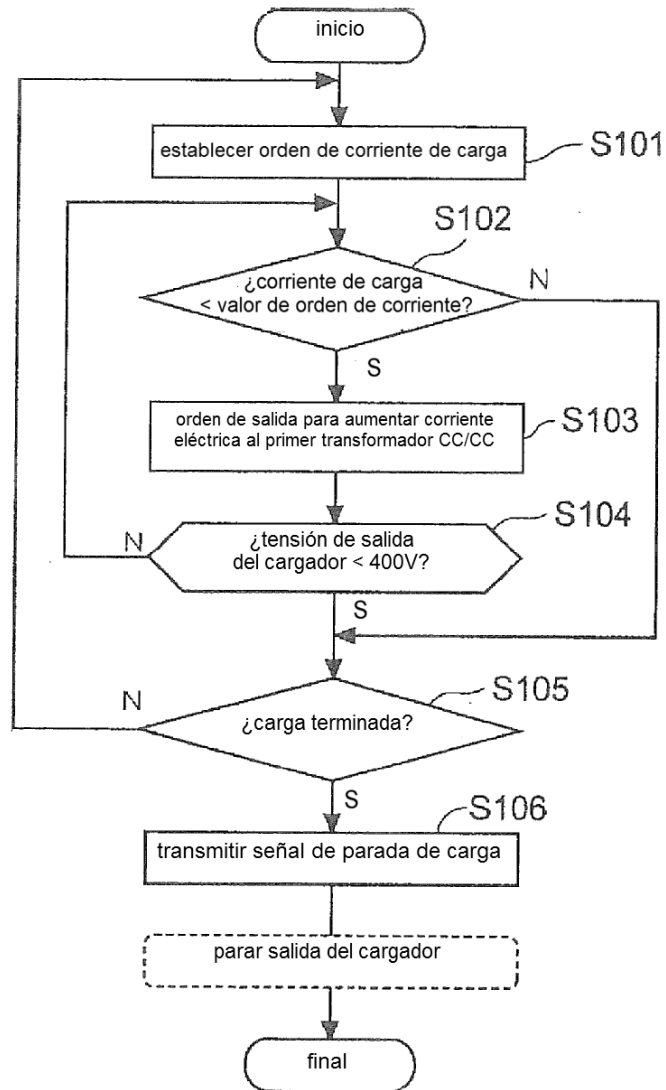 inicio
establecer orden de corriente de carga
S101
S102
¿corriente de carga
< valor de orden de corriente?
N
S
orden de salida para aumentar corriente
eléctrica al primer transformador CC/CC
S103
S104
N
¿tensión de salida
del cargador < 400V?
S
N
S105
¿carga terminada?
S
S106
transmitir señal de parada de carga
parar salida del cargador
final